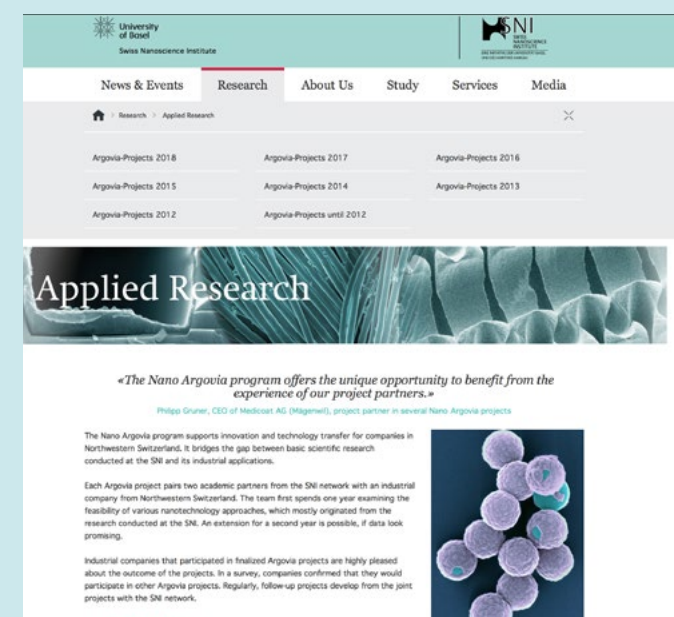 University
of Basel
Swiss Nanoscience Institute
SNI
SWISS
NANOSCIENCE
INSTITUTE
News & Events Research About Us Study Services Media
> Research > Applied Research
Argovia-Projects 2018 Argovia-Projects 2017 Argovia-Projects 2016
Argovia-Projects 2015 Argovia-Projects 2014 Argovia-Projects 2013
Argovia-Projects 2012 Argovia-Projects until 2012
Applied Research
«The Nano Argovia program offers the unique opportunity to benefit from the
experience of our project partners.»
Philipp Gruner, CEO of Medicoat AG (Mägenwil), project partner in several Nano Argovia projects
The Nano Argovia program supports innovation and technology transfer for companies in
Northwestern Switzerland. It bridges the gap between basic scientific research
conducted at the SNI and its industrial applications.
Each Argovia project pairs two academic partners from the SNI network with an industrial
company from Northwestern Switzerland. The team first spends one year examining the
feasibility of various nanotechnology approaches, which mostly originated from the
research conducted at the SNI. An extension for a second year is possible, if data look
promising.
Industrial companies that participated in finalized Argovia projects are highly pleased
about the outcome of the projects. In a survey, companies confirmed that they would
participate in other Argovia projects. Regularly, follow-up projects develop from the joint
projects with the SNI network.